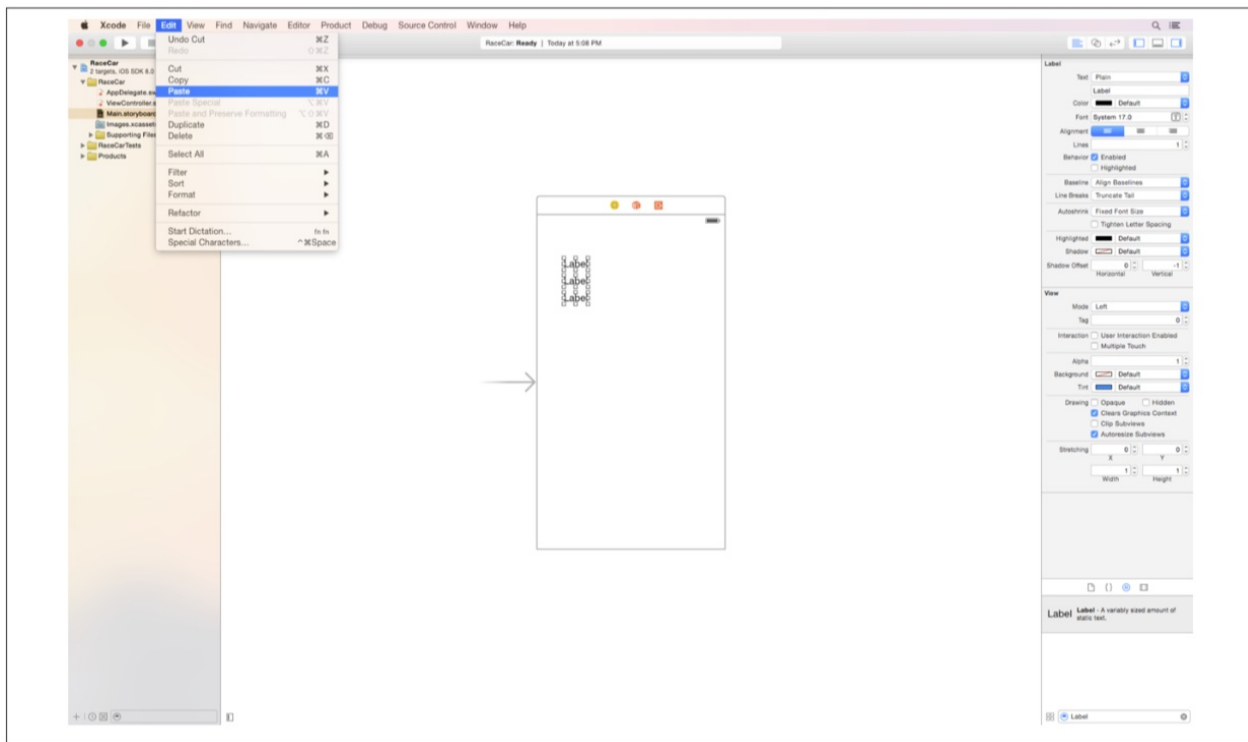 Xcode File Edit View Find Navigate Editor Product Debug Source Control Window Help
RaceCar: Ready | Today at 5:08 PM
RaceCar
2 targets, iOS SDK 8.0
RaceCar
AppDelegate.sw
ViewController.s
Main.storyboard
Images.xcasset
Supporting Files
RaceCarTests
Products
Undo Cut ⌘Z
Redo ⇧⌘Z
Cut ⌘X
Copy ⌘C
Paste ⌘V
Paste Special ⌥⌘V
Paste and Preserve Formatting ⌥⇧⌘V
Duplicate ⌘D
Delete ⌘⌫
Select All ⌘A
Filter
Sort
Format
Refactor
Start Dictation... fn fn
Special Characters... ^⌘Space
Label
Label
Label
Label
Text Plain
Label
Color Default
Font System 17.0
Alignment
Lines 1
Behavior Enabled
Highlighted
Baseline Align Baselines
Line Breaks Truncate Tail
Autoshrink Fixed Font Size
Tighten Letter Spacing
Highlighted Default
Shadow Default
Shadow Offset 0 -1
Horizontal Vertical
View
Mode Left
Tag 0
Interaction User Interaction Enabled
Multiple Touch
Alpha 1
Background Default
Tint Default
Drawing Opaque Hidden
Clears Graphics Context
Clip Subviews
Autoresize Subviews
Stretching 0 0
X Y
1 1
Width Height
Label Label - A variably sized amount of
static text.
Label